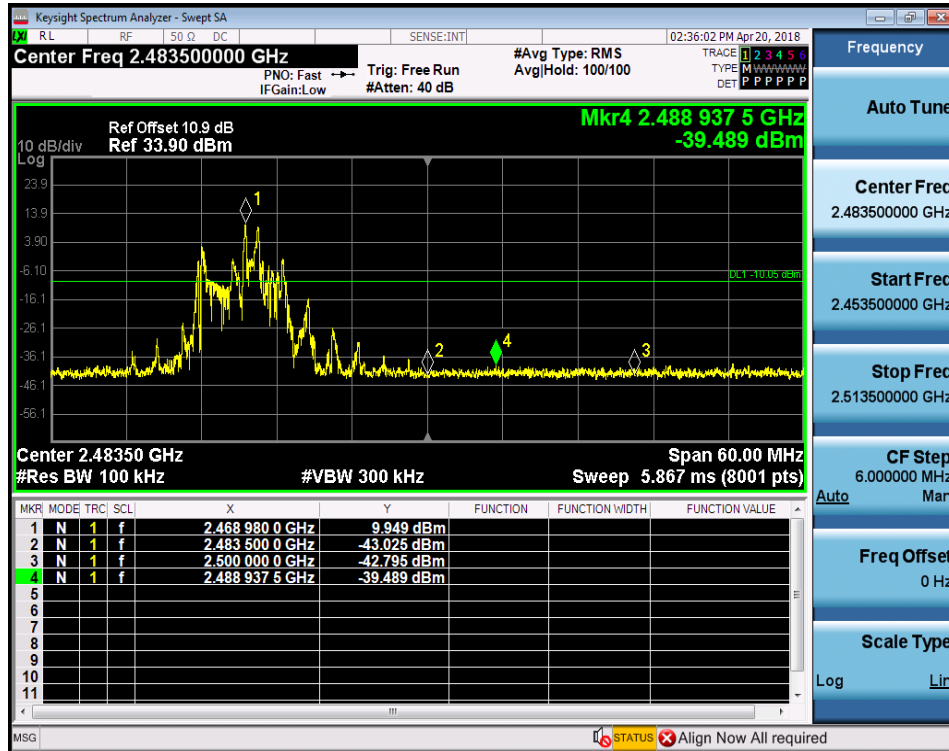 Keysight Spectrum Analyzer - Swept SA
LXI RL RF 50 Ω DC SENSE:INT 02:36:02 PM Apr 20, 2018
Center Freq 2.483500000 GHz
PNO: Fast
IFGain:Low
Trig: Free Run
#Atten: 40 dB
#Avg Type: RMS
Avg|Hold: 100/100
TRACE 1 2 3 4 5 6
TYPE M W W W W W
DET P P P P P P
Mkr4 2.488 937 5 GHz
-39.489 dBm
Ref Offset 10.9 dB
10 dB/div Ref 33.90 dBm
Log
23.9
13.9
3.90
-6.10
-16.1
-26.1
-36.1
-46.1
-56.1
1
2
4
3
DL1 -10.05 dBm
Center 2.48350 GHz Span 60.00 MHz
#Res BW 100 kHz #VBW 300 kHz Sweep 5.867 ms (8001 pts)
MKR MODE TRC SCL X Y FUNCTION FUNCTION WIDTH FUNCTION VALUE
1 N 1 f 2.468 980 0 GHz 9.949 dBm
2 N 1 f 2.483 500 0 GHz -43.025 dBm
3 N 1 f 2.500 000 0 GHz -42.795 dBm
4 N 1 f 2.488 937 5 GHz -39.489 dBm
5
6
7
8
9
10
11
MSG STATUS Align Now All required
Frequency
Auto Tune
Center Freq
2.483500000 GHz
Start Freq
2.453500000 GHz
Stop Freq
2.513500000 GHz
CF Step
6.000000 MHz
Auto Man
Freq Offset
0 Hz
Scale Type
Log Lin